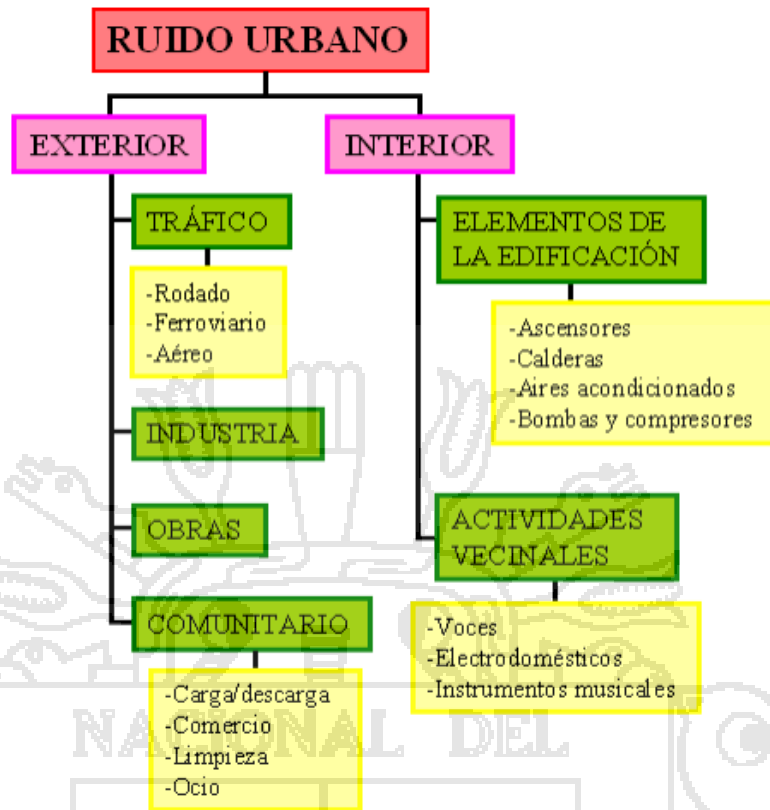 RUIDO URBANO
EXTERIOR
TRÁFICO
-Rodado
-Ferroviario
-Aéreo
INDUSTRIA
OBRAS
COMUNITARIO
-Carga/descarga
-Comercio
-Limpieza
-Ocio
INTERIOR
ELEMENTOS DE
LA EDIFICACIÓN
-Ascensores
-Calderas
-Aires acondicionados
-Bombas y compresores
ACTIVIDADES
VECINALES
-Voces
-Electrodomésticos
-Instrumentos musicales
NACIONAL DEL